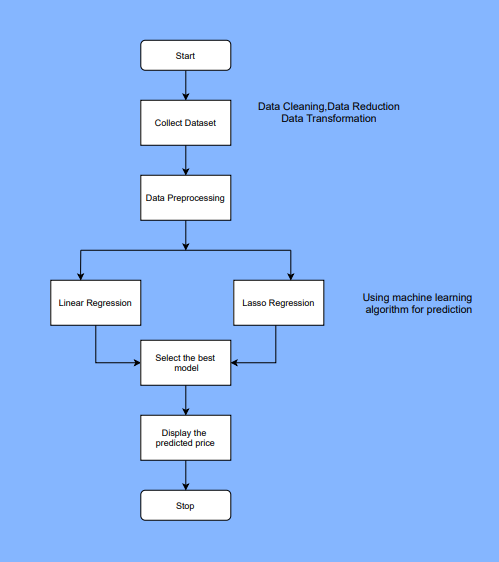 Start
Data Cleaning,Data Reduction
Data Transformation
Collect Dataset
Data Preprocessing
Linear Regression
Lasso Regression
Using machine learning
algorithm for prediction
Select the best
model
Display the
predicted price
Stop